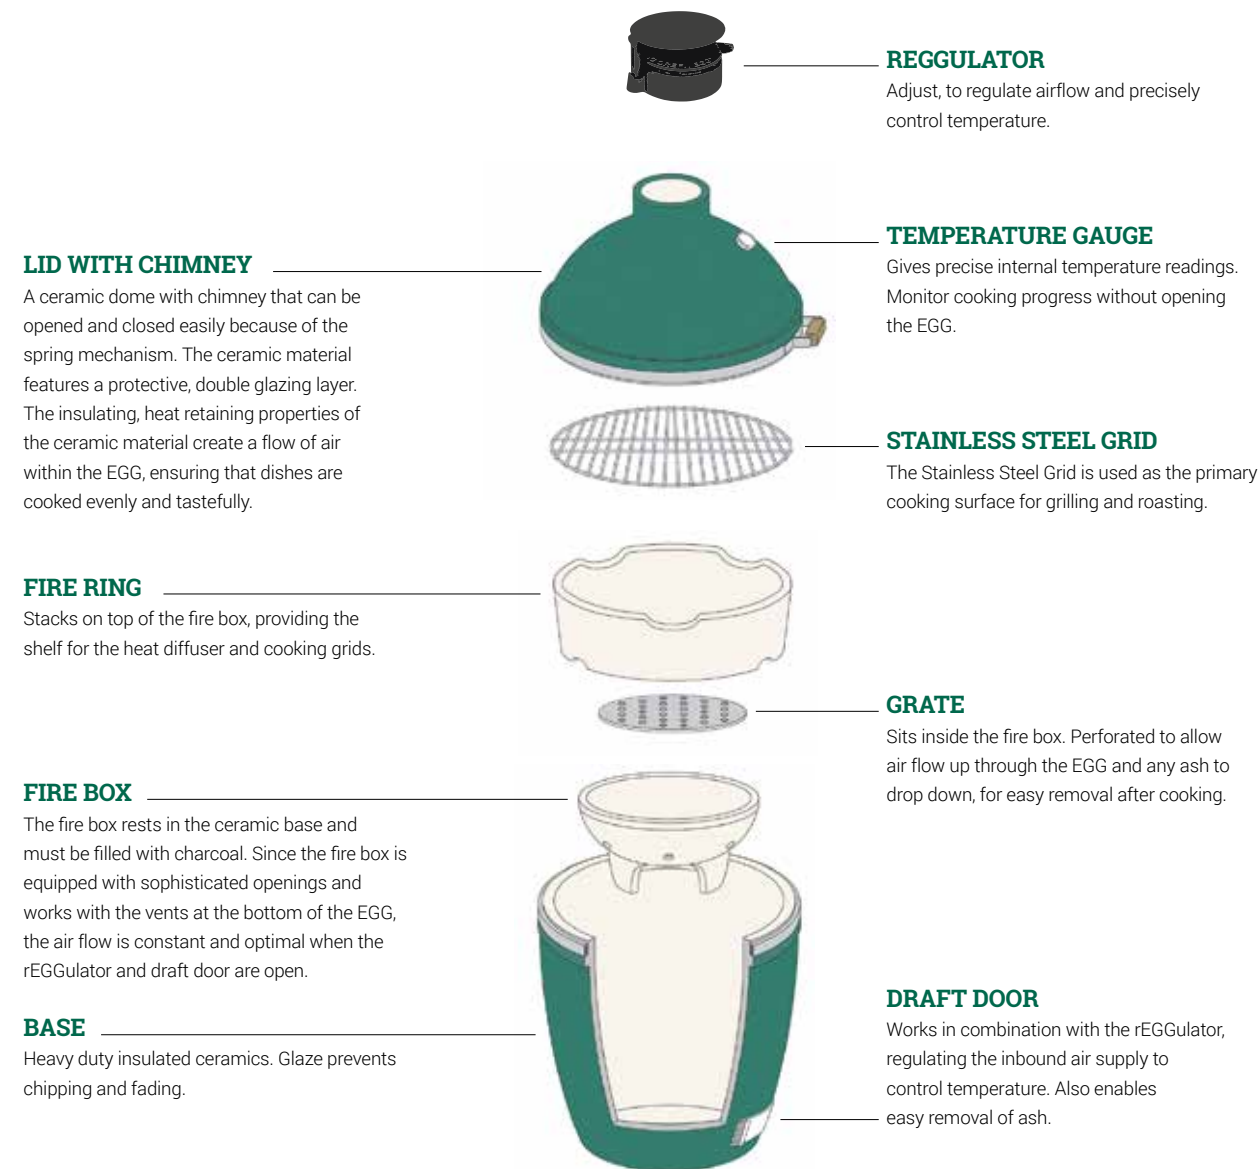 REGGULATOR
Adjust, to regulate airflow and precisely
control temperature.
TEMPERATURE GAUGE
Gives precise internal temperature readings.
Monitor cooking progress without opening
the EGG.
LID WITH CHIMNEY
A ceramic dome with chimney that can be
opened and closed easily because of the
spring mechanism. The ceramic material
features a protective, double glazing layer.
The insulating, heat retaining properties of
the ceramic material create a flow of air
within the EGG, ensuring that dishes are
cooked evenly and tastefully.
STAINLESS STEEL GRID
The Stainless Steel Grid is used as the primary
cooking surface for grilling and roasting.
FIRE RING
Stacks on top of the fire box, providing the
shelf for the heat diffuser and cooking grids.
GRATE
Sits inside the fire box. Perforated to allow
air flow up through the EGG and any ash to
drop down, for easy removal after cooking.
FIRE BOX
The fire box rests in the ceramic base and
must be filled with charcoal. Since the fire box is
equipped with sophisticated openings and
works with the vents at the bottom of the EGG,
the air flow is constant and optimal when the
rEGGulator and draft door are open.
BASE
Heavy duty insulated ceramics. Glaze prevents
chipping and fading.
DRAFT DOOR
Works in combination with the rEGGulator,
regulating the inbound air supply to
control temperature. Also enables
easy removal of ash.